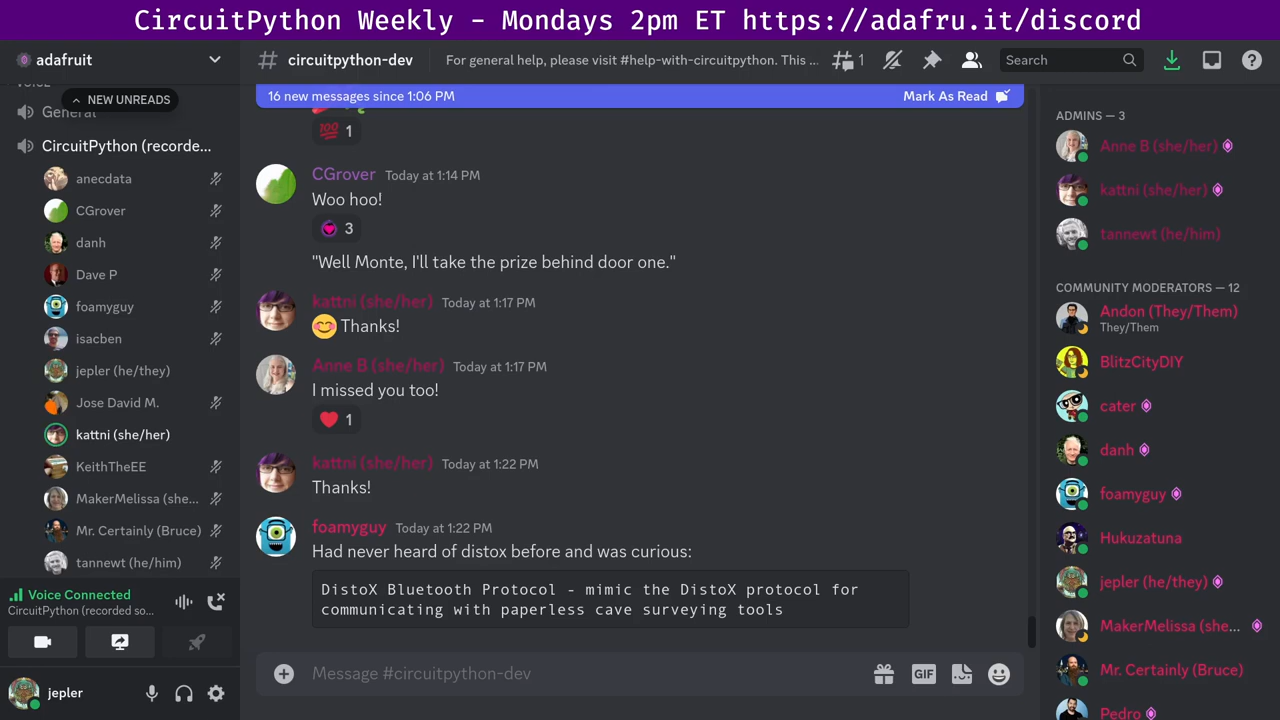 CircuitPython Weekly - Mondays 2pm ET https://adafru.it/discord
adafruit
NEW UNREADS
General
CircuitPython (recorde...
anecdata
CGrover
danh
Dave P
foamyguy
isacben
jepler (he/they)
Jose David M.
kattni (she/her)
KeithTheEE
MakerMelissa (she...
Mr. Certainly (Bruce)
tannewt (he/him)
Voice Connected
CircuitPython (recorded so...
jepler
# circuitpython-dev
For general help, please visit #help-with-circuitpython. This ...
1
Search
16 new messages since 1:06 PM
Mark As Read
100 1
CGrover Today at 1:14 PM
Woo hoo!
3
"Well Monte, I'll take the prize behind door one."
kattni (she/her) Today at 1:17 PM
😊 Thanks!
Anne B (she/her) Today at 1:17 PM
I missed you too!
❤️ 1
kattni (she/her) Today at 1:22 PM
Thanks!
foamyguy Today at 1:22 PM
Had never heard of distox before and was curious:
DistoX Bluetooth Protocol - mimic the DistoX protocol for
communicating with paperless cave surveying tools
Message #circuitpython-dev
GIF
ADMINS — 3
Anne B (she/her)
kattni (she/her)
tannewt (he/him)
COMMUNITY MODERATORS — 12
Andon (They/Them)
They/Them
BlitzCityDIY
cater
danh
foamyguy
Hukuzatuna
jepler (he/they)
MakerMelissa (she...
Mr. Certainly (Bruce)
Pedro